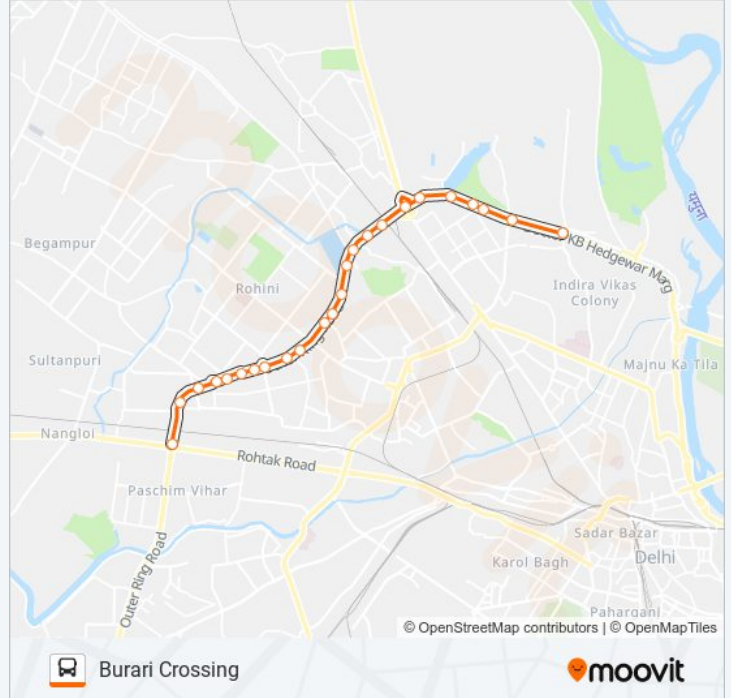 यमुना
KB Hedgewar Marg
Begampur
Rohini
Indira Vikas
Colony
Sultanpuri
Majnu Ka Tila
Nangloi
Rohtak Road
Paschim Vihar
Outer Ring Road
Sadar Bazar
Karol Bagh
Delhi
Paharganj
© OpenStreetMap contributors | © OpenMapTiles
Burari Crossing
moovit